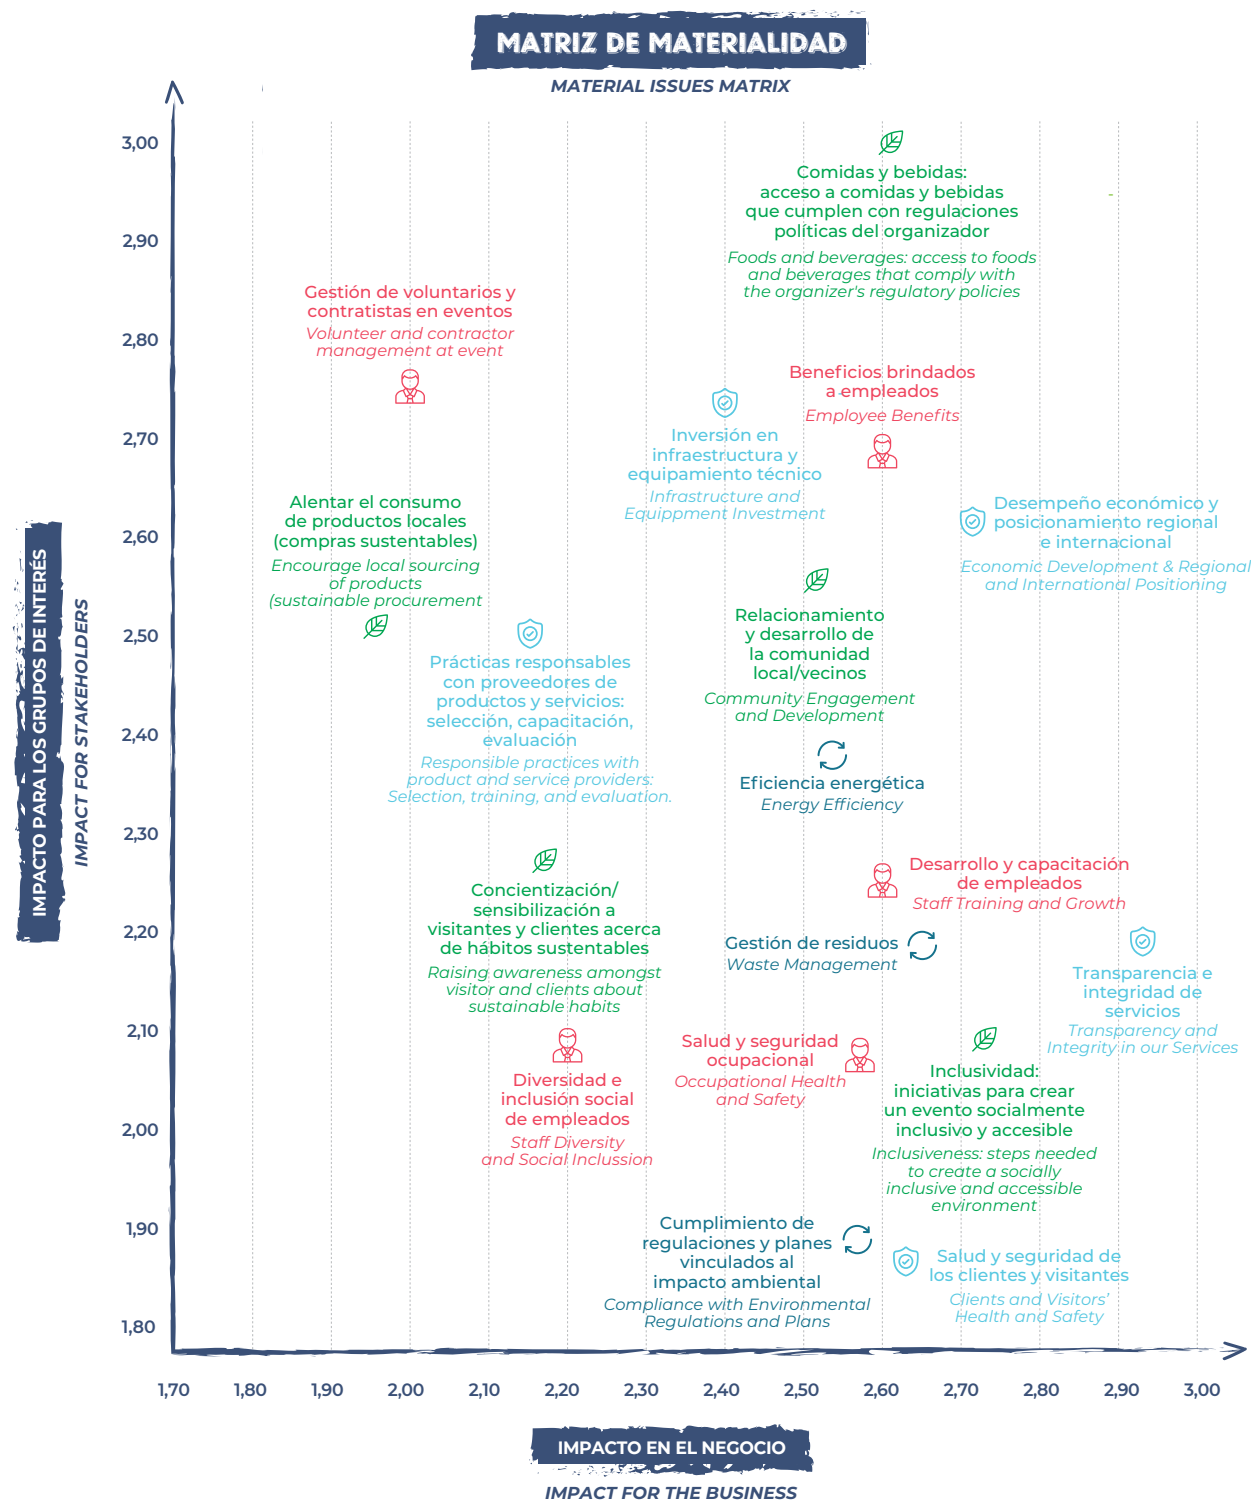 MATRIZ DE MATERIALIDAD
MATERIAL ISSUES MATRIX
IMPACTO PARA LOS GRUPOS DE INTERÉS
IMPACT FOR STAKEHOLDERS
3,00
2,90
2,80
2,70
2,60
2,50
2,40
2,30
2,20
2,10
2,00
1,90
1,80
Comidas y bebidas:
acceso a comidas y bebidas
que cumplen con regulaciones
políticas del organizador
Foods and beverages: access to foods
and beverages that comply with
the organizer's regulatory policies
Gestión de voluntarios y
contratistas en eventos
Volunteer and contractor
management at event
Beneficios brindados
a empleados
Employee Benefits
Inversión en
infraestructura y
equipamiento técnico
Infrastructure and
Equippment Investment
Alentar el consumo
de productos locales
(compras sustentables)
Encourage local sourcing
of products
(sustainable procurement
Desempeño económico y
posicionamiento regional
e internacional
Economic Development & Regional
and International Positioning
Relacionamiento
y desarrollo de
la comunidad
local/vecinos
Community Engagement
and Development
Prácticas responsables
con proveedores de
productos y servicios:
selección, capacitación,
evaluación
Responsible practices with
product and service providers:
Selection, training, and evaluation.
Eficiencia energética
Energy Efficiency
Concientización/
sensibilización a
visitantes y clientes acerca
de hábitos sustentables
Raising awareness amongst
visitor and clients about
sustainable habits
Desarrollo y capacitación
de empleados
Staff Training and Growth
Gestión de residuos
Waste Management
Transparencia e
integridad de
servicios
Transparency and
Integrity in our Services
Diversidad e
inclusión social
de empleados
Staff Diversity
and Social Inclussion
Salud y seguridad
ocupacional
Occupational Health
and Safety
Inclusividad:
iniciativas para crear
un evento socialmente
inclusivo y accesible
Inclusiveness: steps needed
to create a socially
inclusive and accessible
environment
Cumplimiento de
regulaciones y planes
vinculados al
impacto ambiental
Compliance with Environmental
Regulations and Plans
Salud y seguridad de
los clientes y visitantes
Clients and Visitors'
Health and Safety
1,70 1,80 1,90 2,00 2,10 2,20 2,30 2,40 2,50 2,60 2,70 2,80 2,90 3,00
IMPACTO EN EL NEGOCIO
IMPACT FOR THE BUSINESS